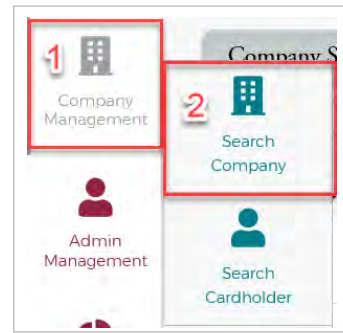 Company S
1
Company
Management
2
Search
Company
Admin
Management
Search
Cardholder